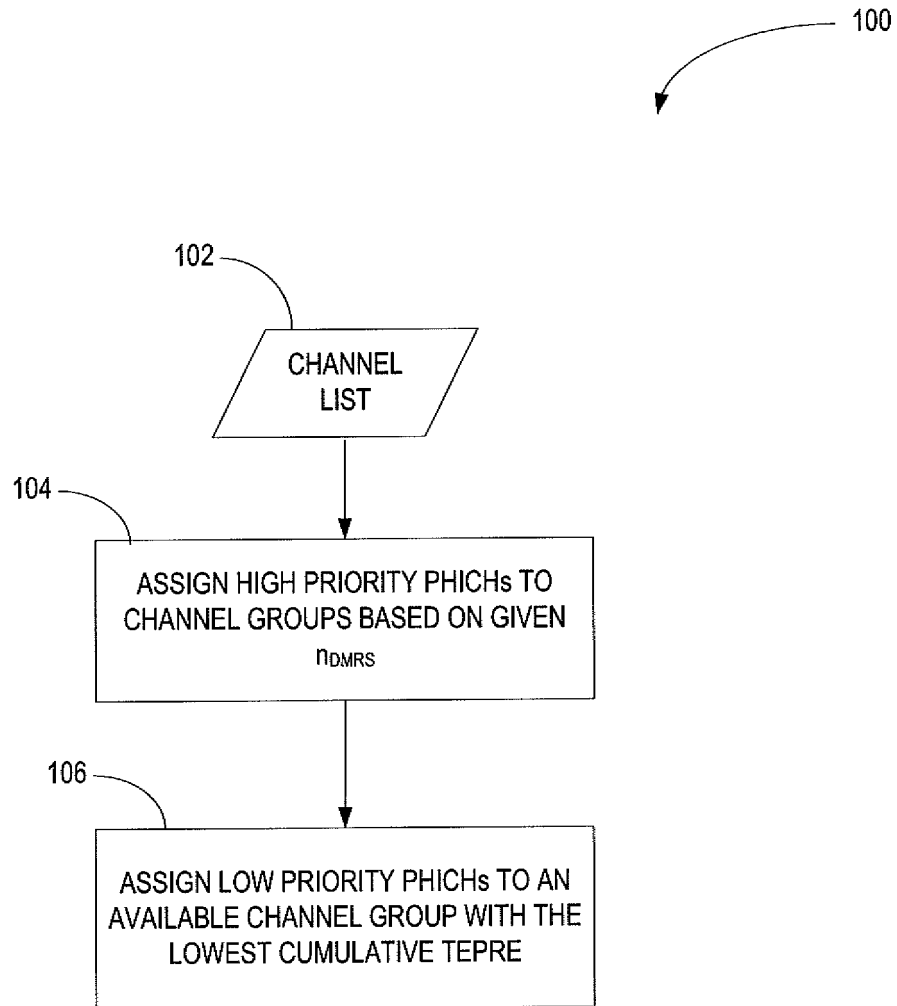 100
102
CHANNEL
LIST
104
ASSIGN HIGH PRIORITY PHICHs TO
CHANNEL GROUPS BASED ON GIVEN
nDMRS
106
ASSIGN LOW PRIORITY PHICHs TO AN
AVAILABLE CHANNEL GROUP WITH THE
LOWEST CUMULATIVE TEPRE